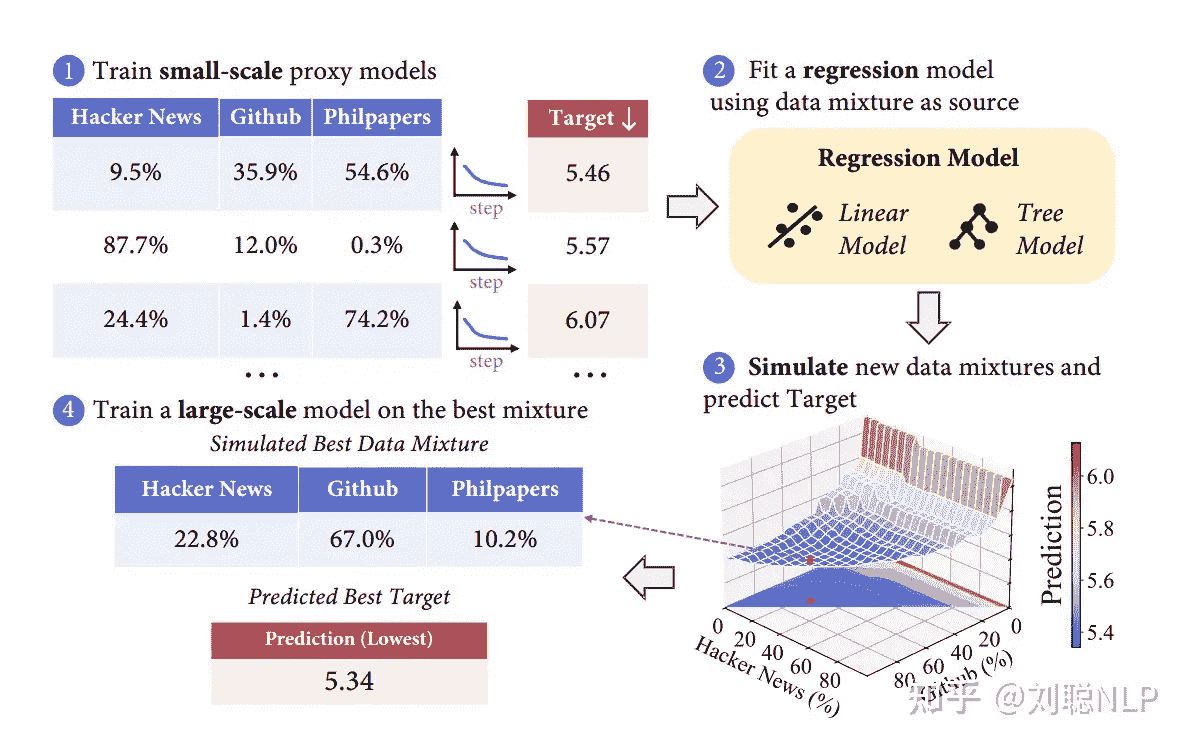 1 Train small-scale proxy models
Hacker News Github Philpapers Target ↓
9.5% 35.9% 54.6% 5.46
step
87.7% 12.0% 0.3% 5.57
step
24.4% 1.4% 74.2% 6.07
step
... ...
2 Fit a regression model
using data mixture as source
Regression Model
Linear
Model
Tree
Model
3 Simulate new data mixtures and
predict Target
6.0
5.8
5.6
5.4
Prediction
0 20 40 60 80
Hacker News (%)
80 60 40 20 0
Github (%)
4 Train a large-scale model on the best mixture
Simulated Best Data Mixture
Hacker News Github Philpapers
22.8% 67.0% 10.2%
Predicted Best Target
Prediction (Lowest)
5.34
知乎 @刘聪NLP